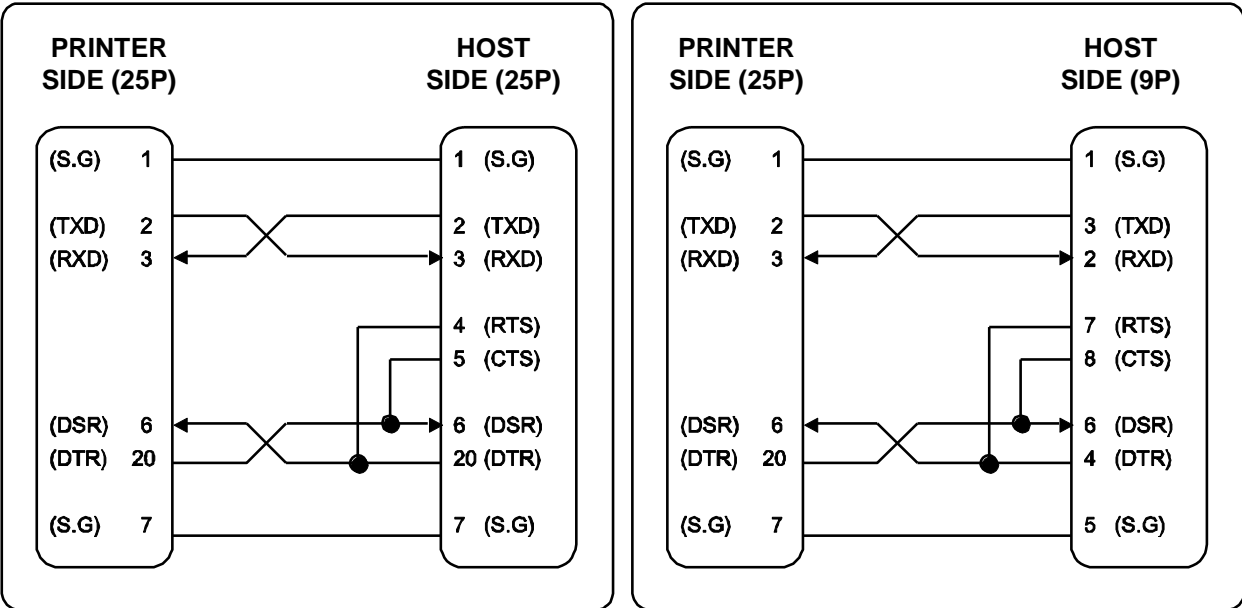 PRINTER
SIDE (25P)
HOST
SIDE (25P)
(S.G) 1
1 (S.G)
(TXD) 2
2 (TXD)
(RXD) 3
3 (RXD)
4 (RTS)
5 (CTS)
(DSR) 6
6 (DSR)
(DTR) 20
20 (DTR)
(S.G) 7
7 (S.G)
PRINTER
SIDE (25P)
HOST
SIDE (9P)
(S.G) 1
1 (S.G)
(TXD) 2
3 (TXD)
(RXD) 3
2 (RXD)
7 (RTS)
8 (CTS)
(DSR) 6
6 (DSR)
(DTR) 20
4 (DTR)
(S.G) 7
5 (S.G)